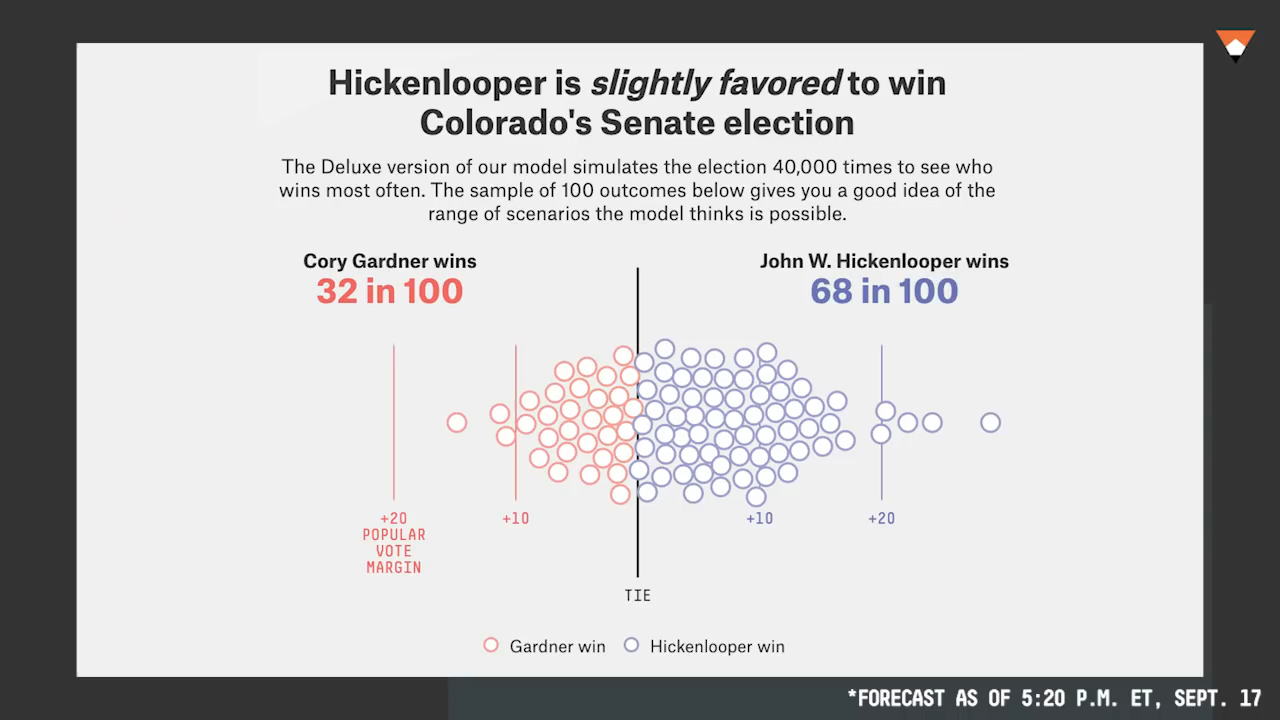 Hickenlooper is slightly favored to win
Colorado's Senate election
The Deluxe version of our model simulates the election 40,000 times to see who
wins most often. The sample of 100 outcomes below gives you a good idea of the
range of scenarios the model thinks is possible.
Cory Gardner wins
32 in 100
John W. Hickenlooper wins
68 in 100
+20
POPULAR
VOTE
MARGIN
+10
+10
+20
TIE
Gardner win
Hickenlooper win
*FORECAST AS OF 5:20 P.M. ET, SEPT. 17